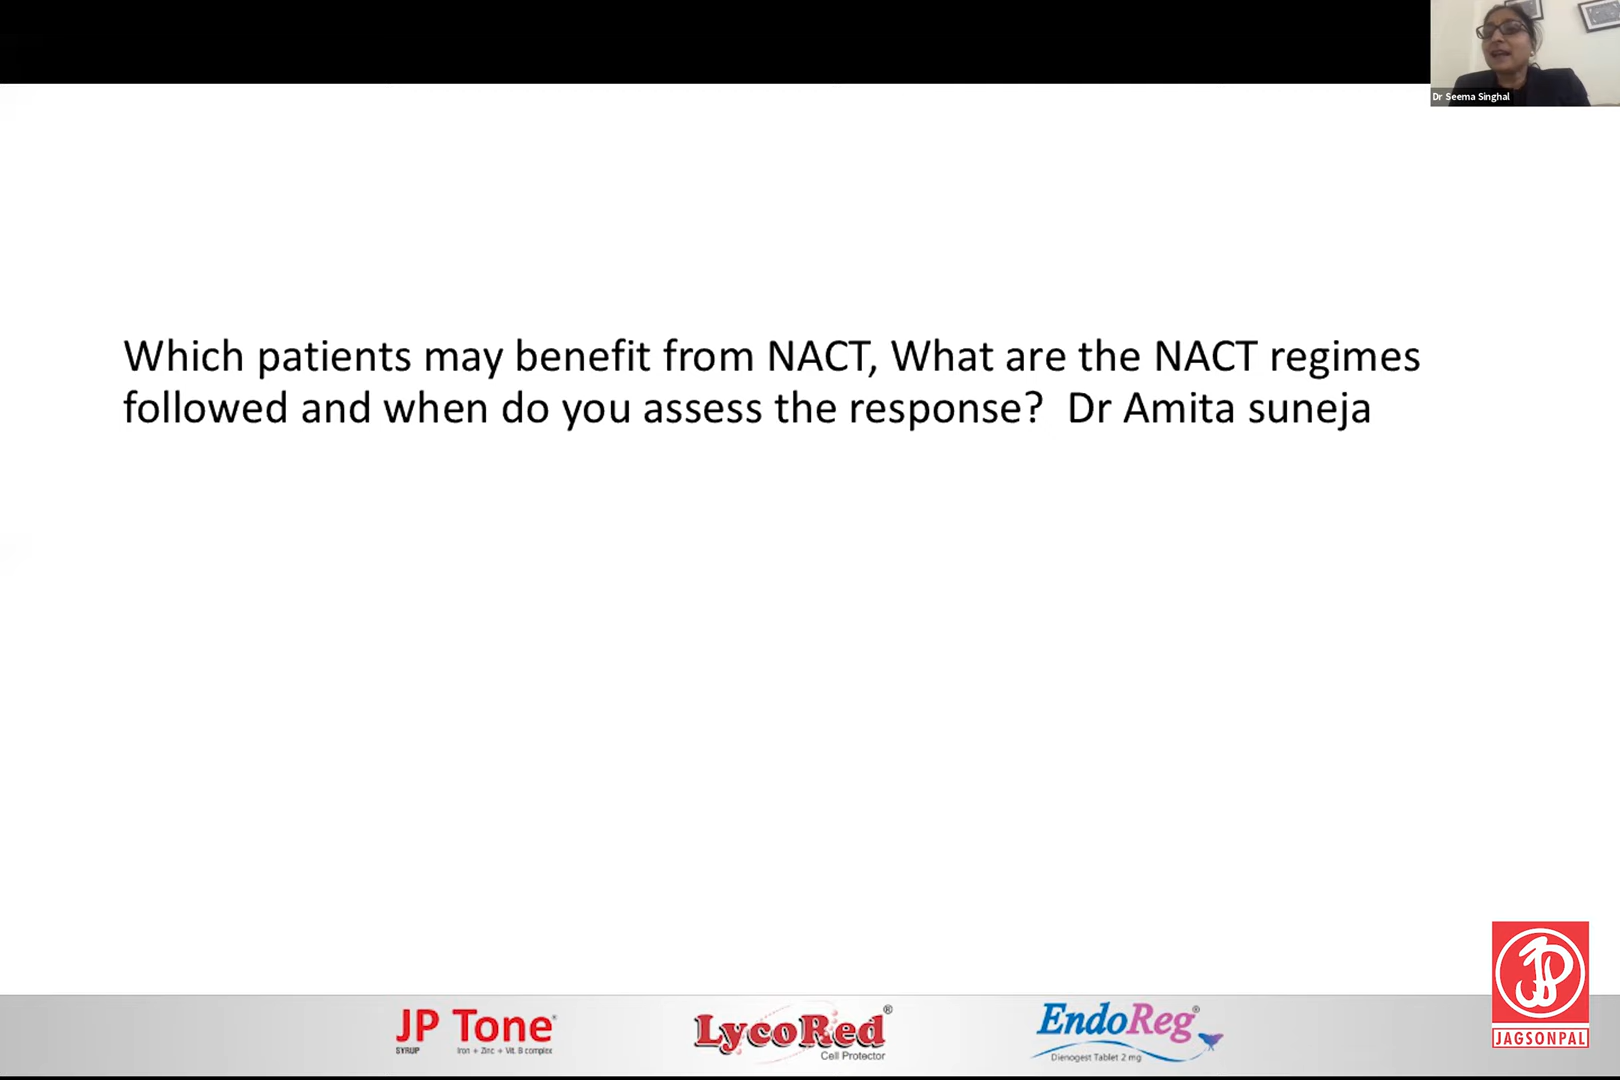 Dr Seema Singhal
Which patients may benefit from NACT, What are the NACT regimes
followed and when do you assess the response? Dr Amita suneja
JP Tone
SYRUP Iron + Zinc + Vit. B complex
LycoRed®
Cell Protector
EndoReg®
Dienogest Tablet 2 mg
JAGSONPAL